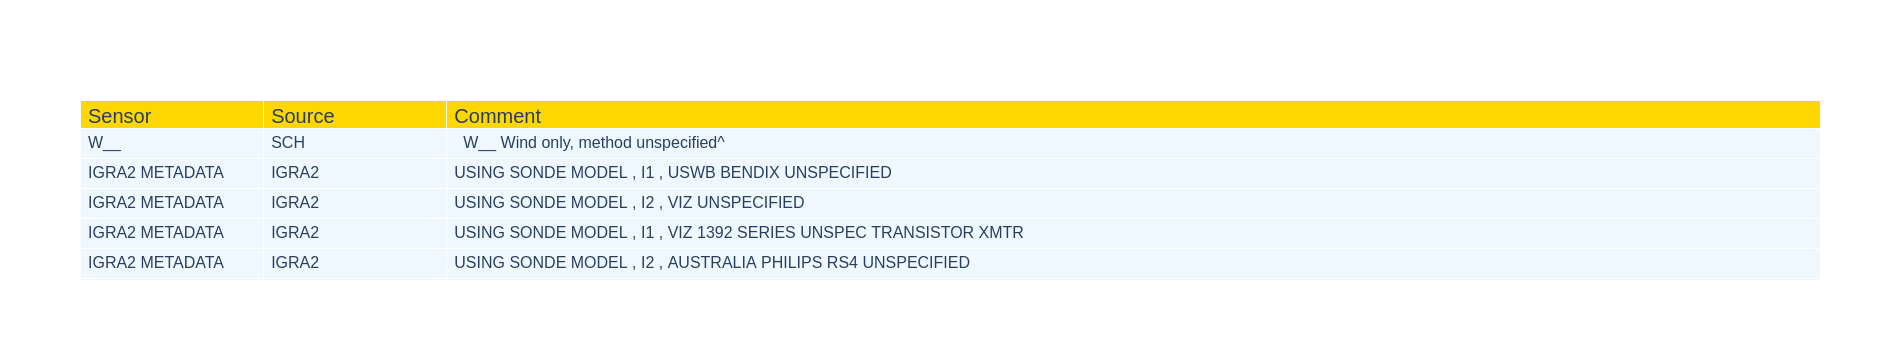 Sensor Source Comment
W__ SCH W__ Wind only, method unspecified^
IGRA2 METADATA IGRA2 USING SONDE MODEL , I1 , USWB BENDIX UNSPECIFIED
IGRA2 METADATA IGRA2 USING SONDE MODEL , I2 , VIZ UNSPECIFIED
IGRA2 METADATA IGRA2 USING SONDE MODEL , I1 , VIZ 1392 SERIES UNSPEC TRANSISTOR XMTR
IGRA2 METADATA IGRA2 USING SONDE MODEL , I2 , AUSTRALIA PHILIPS RS4 UNSPECIFIED